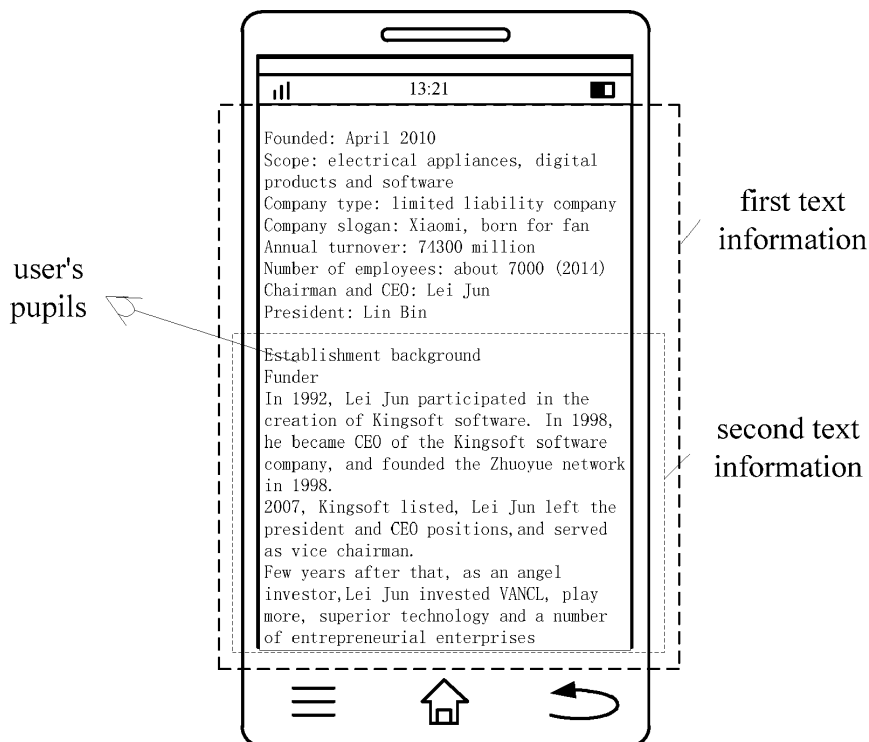 13:21
Founded: April 2010
Scope: electrical appliances, digital
products and software
Company type: limited liability company
Company slogan: Xiaomi, born for fan
Annual turnover: 74300 million
Number of employees: about 7000 (2014)
Chairman and CEO: Lei Jun
President: Lin Bin
Establishment background
Funder
In 1992, Lei Jun participated in the
creation of Kingsoft software. In 1998,
he became CEO of the Kingsoft software
company, and founded the Zhuoyue network
in 1998.
2007, Kingsoft listed, Lei Jun left the
president and CEO positions,and served
as vice chairman.
Few years after that, as an angel
investor,Lei Jun invested VANCL, play
more, superior technology and a number
of entrepreneurial enterprises
user's
pupils
first text
information
second text
information